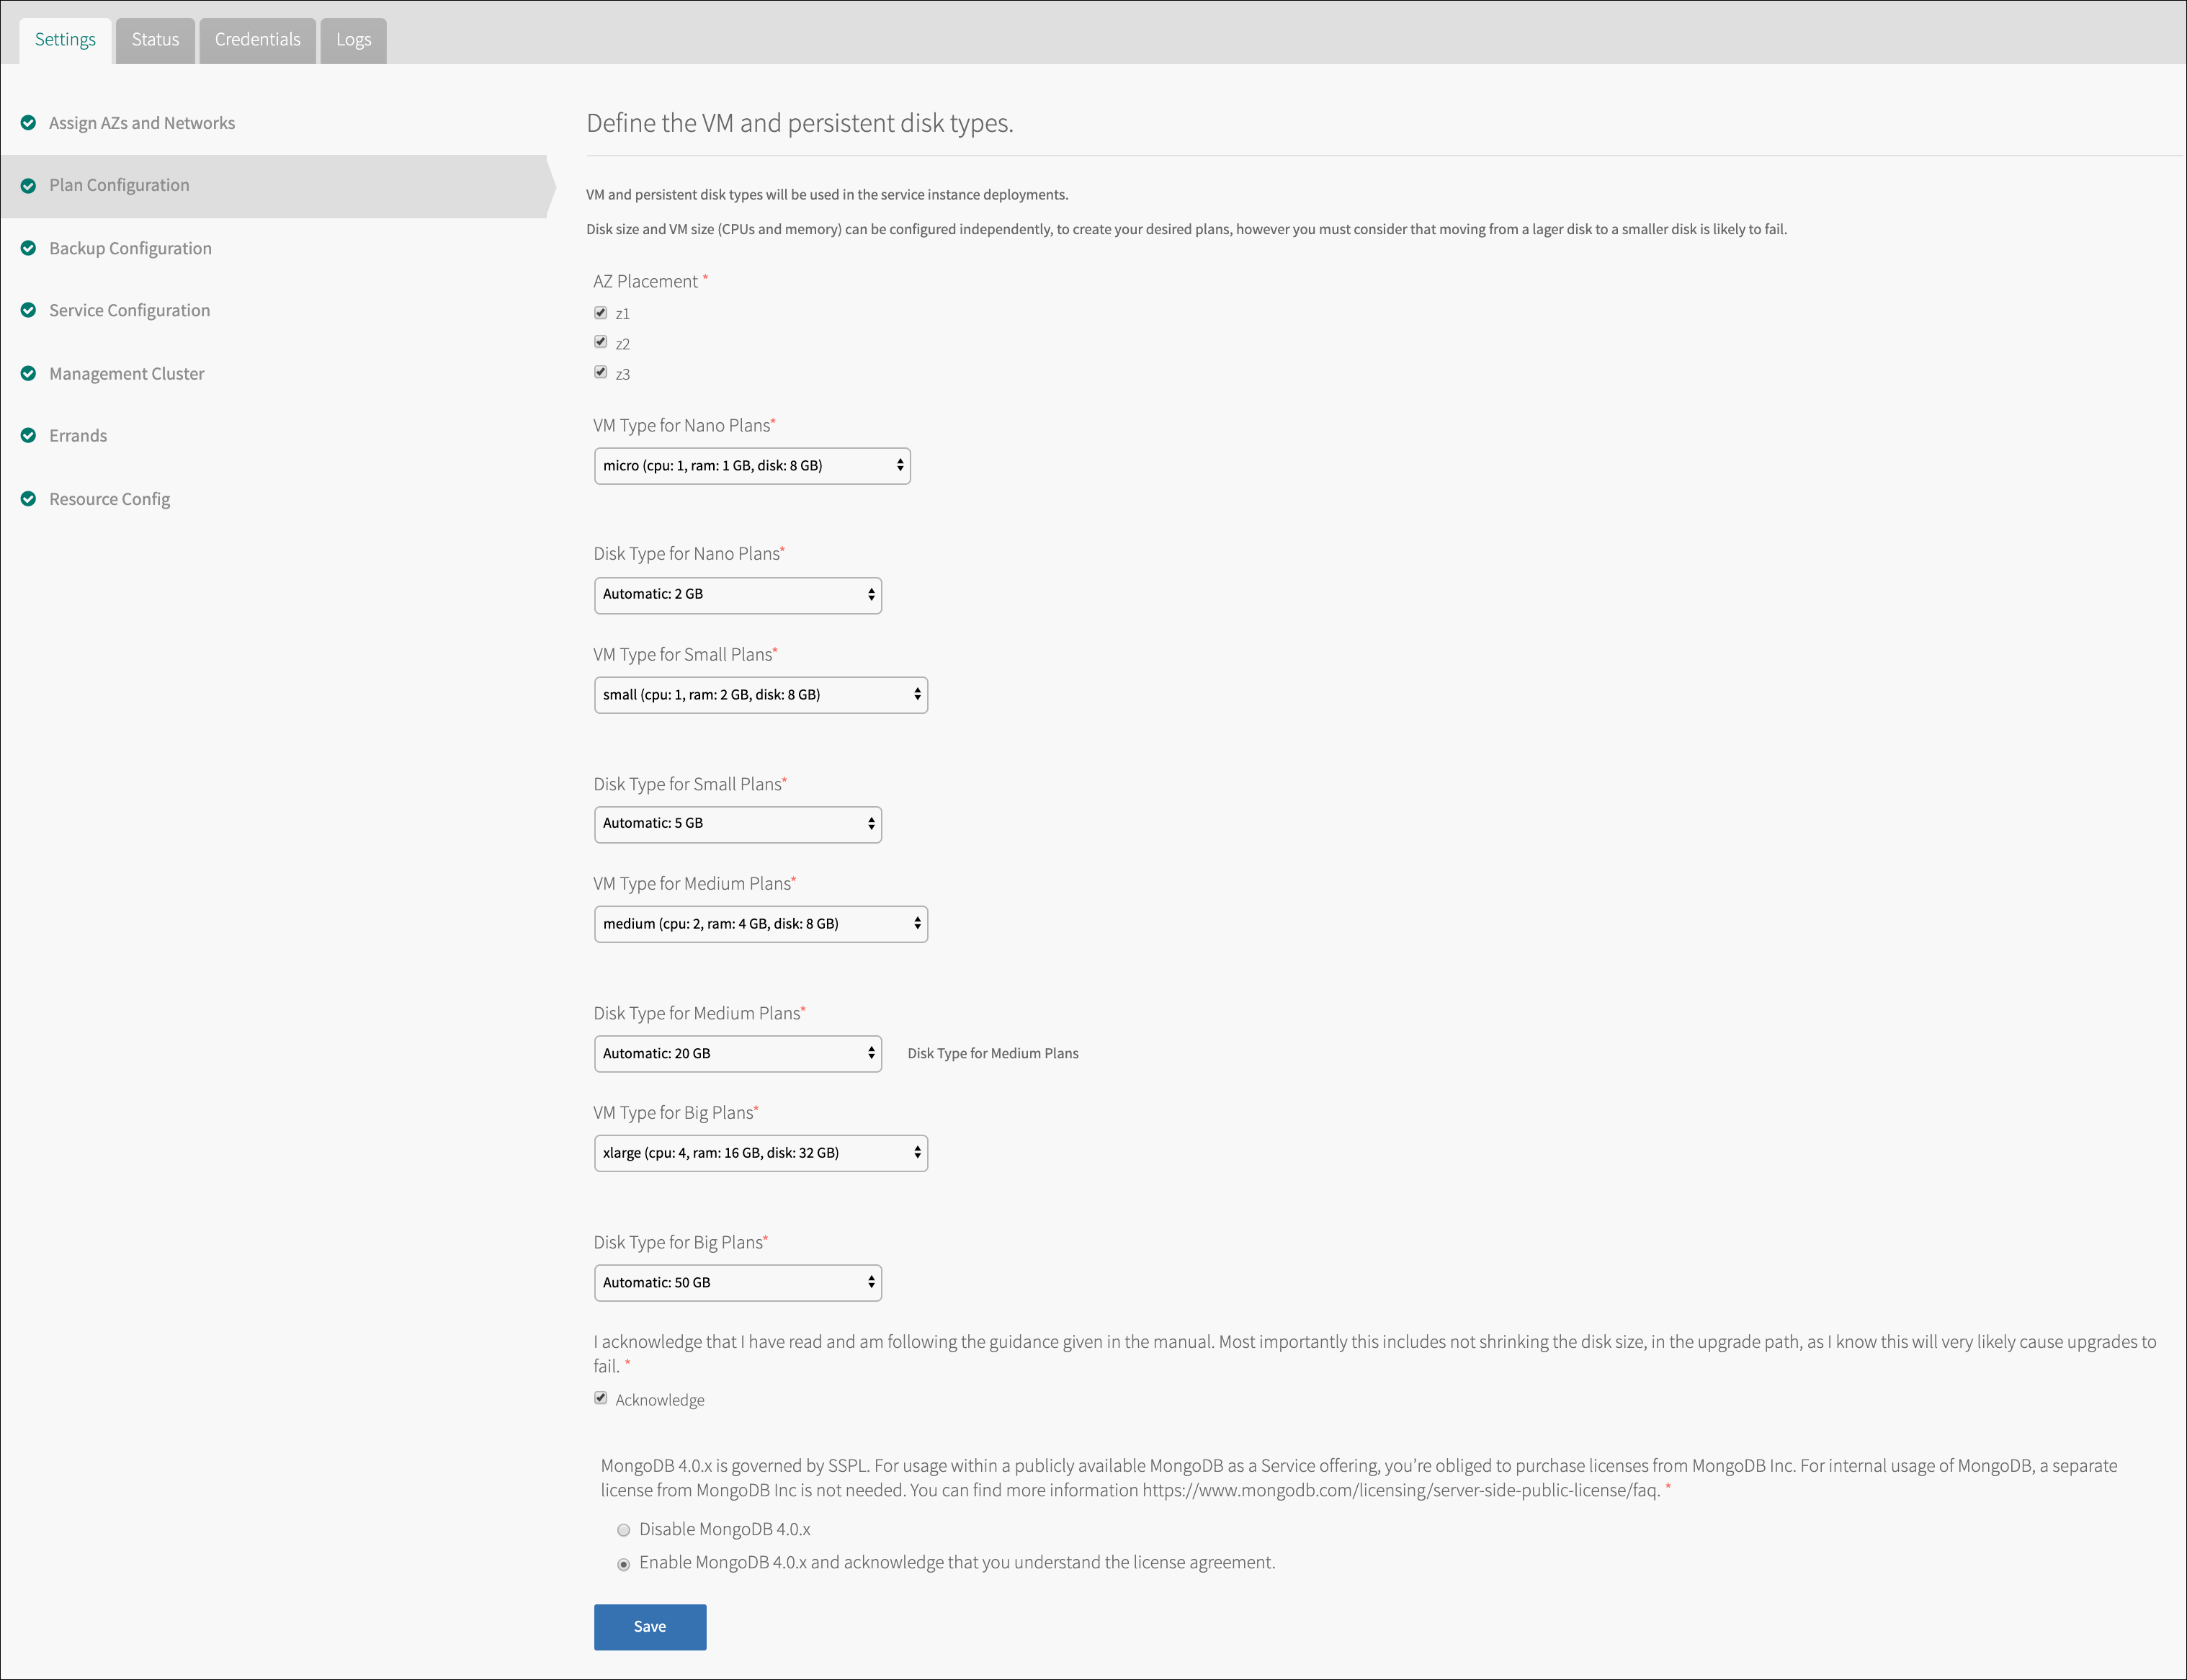 Settings
Status
Credentials
Logs
Assign AZs and Networks
Plan Configuration
Backup Configuration
Service Configuration
Management Cluster
Errands
Resource Config
Define the VM and persistent disk types.
VM and persistent disk types will be used in the service instance deployments.
Disk size and VM size (CPUs and memory) can be configured independently, to create your desired plans, however you must consider that moving from a lager disk to a smaller disk is likely to fail.
AZ Placement *
z1
z2
z3
VM Type for Nano Plans*
micro (cpu: 1, ram: 1 GB, disk: 8 GB)
Disk Type for Nano Plans*
Automatic: 2 GB
VM Type for Small Plans*
small (cpu: 1, ram: 2 GB, disk: 8 GB)
Disk Type for Small Plans*
Automatic: 5 GB
VM Type for Medium Plans*
medium (cpu: 2, ram: 4 GB, disk: 8 GB)
Disk Type for Medium Plans*
Automatic: 20 GB
Disk Type for Medium Plans
VM Type for Big Plans*
xlarge (cpu: 4, ram: 16 GB, disk: 32 GB)
Disk Type for Big Plans*
Automatic: 50 GB
I acknowledge that I have read and am following the guidance given in the manual. Most importantly this includes not shrinking the disk size, in the upgrade path, as I know this will very likely cause upgrades to
fail. *
Acknowledge
MongoDB 4.0.x is governed by SSPL. For usage within a publicly available MongoDB as a Service offering, you're obliged to purchase licenses from MongoDB Inc. For internal usage of MongoDB, a separate
license from MongoDB Inc is not needed. You can find more information https://www.mongodb.com/licensing/server-side-public-license/faq. *
Disable MongoDB 4.0.x
Enable MongoDB 4.0.x and acknowledge that you understand the license agreement.
Save